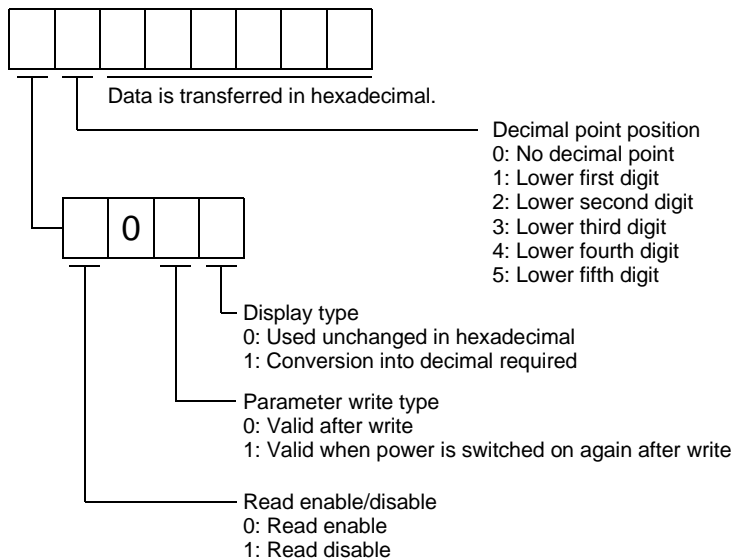 Data is transferred in hexadecimal.
Decimal point position
0: No decimal point
1: Lower first digit
2: Lower second digit
3: Lower third digit
4: Lower fourth digit
5: Lower fifth digit
0
Display type
0: Used unchanged in hexadecimal
1: Conversion into decimal required
Parameter write type
0: Valid after write
1: Valid when power is switched on again after write
Read enable/disable
0: Read enable
1: Read disable